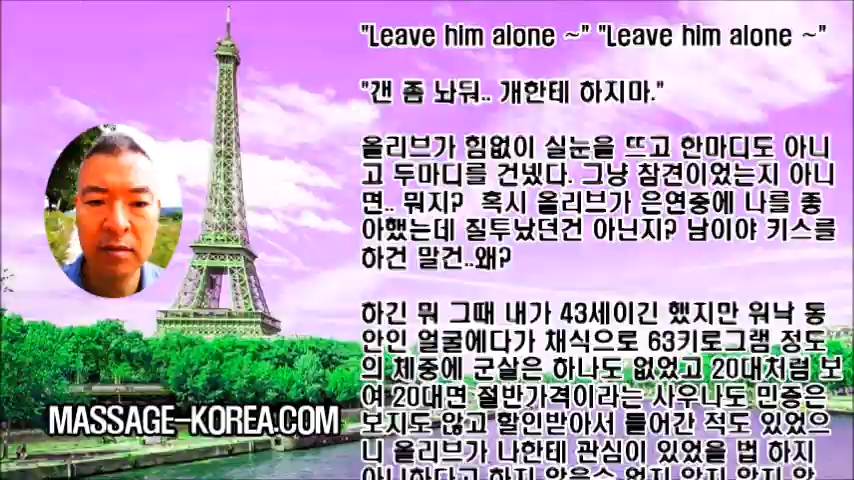 "Leave him alone ~" "Leave him alone ~"
"갠 좀 놔둬.. 개한테 하지마."
올리브가 힘없이 실눈을 뜨고 한마디도 아니
고 두마디를 건넸다. 그냥 참견이었는지 아니
면.. 뭐지? 혹시 올리브가 은연중에 나를 좋
아했는데 질투났던건 아닌지? 남이야 키스를
하건 말건..왜?
하긴 뭐 그때 내가 43세이긴 했지만 워낙 동
안인 얼굴에다가 채식으로 63키로그램 정도
의 체중에 군살은 하나도 없었고 20대처럼 보
여 20대면 절반가격이라는 사우나도 민증은
보지도 않고 할인받아서 들어간 적도 있었으
니 올리브가 나한테 관심이 있었을 법 하지
MASSAGE-KOREA.COM